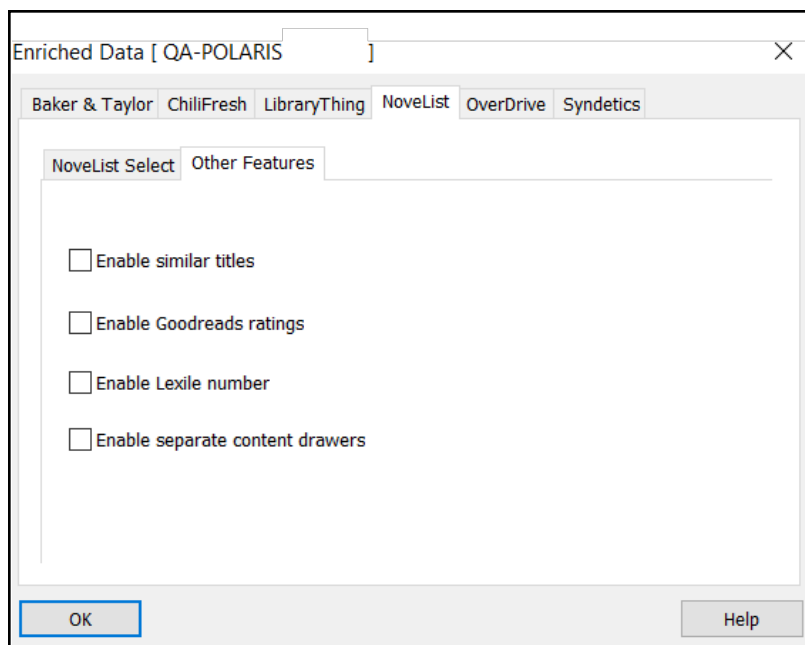 Enriched Data [ QA-POLARIS ]
Baker & Taylor ChiliFresh LibraryThing NoveList OverDrive Syndetics
NoveList Select Other Features
Enable similar titles
Enable Goodreads ratings
Enable Lexile number
Enable separate content drawers
OK Help